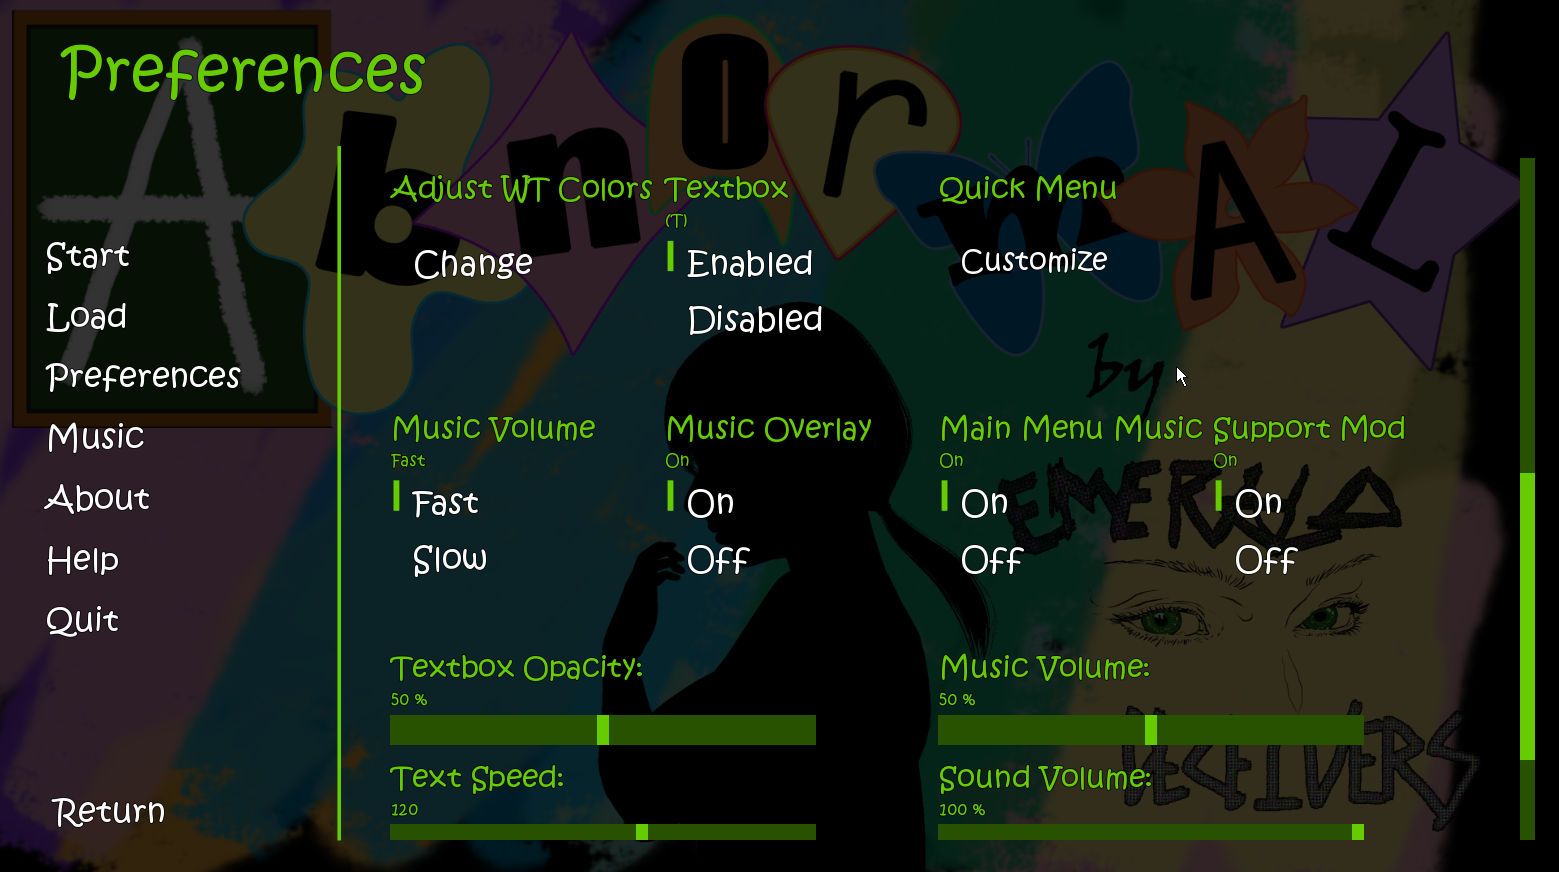 Preferences
Abnormal
by
EMERALD
DECEIVERS
Start
Load
Preferences
Music
About
Help
Quit
Return
Adjust WT Colors
Change
Textbox
(T)
Enabled
Disabled
Quick Menu
Customize
Music Volume
Fast
Fast
Slow
Music Overlay
On
On
Off
Main Menu Music
On
On
Off
Support Mod
On
On
Off
Textbox Opacity:
50 %
Music Volume:
50 %
Text Speed:
120
Sound Volume:
100 %